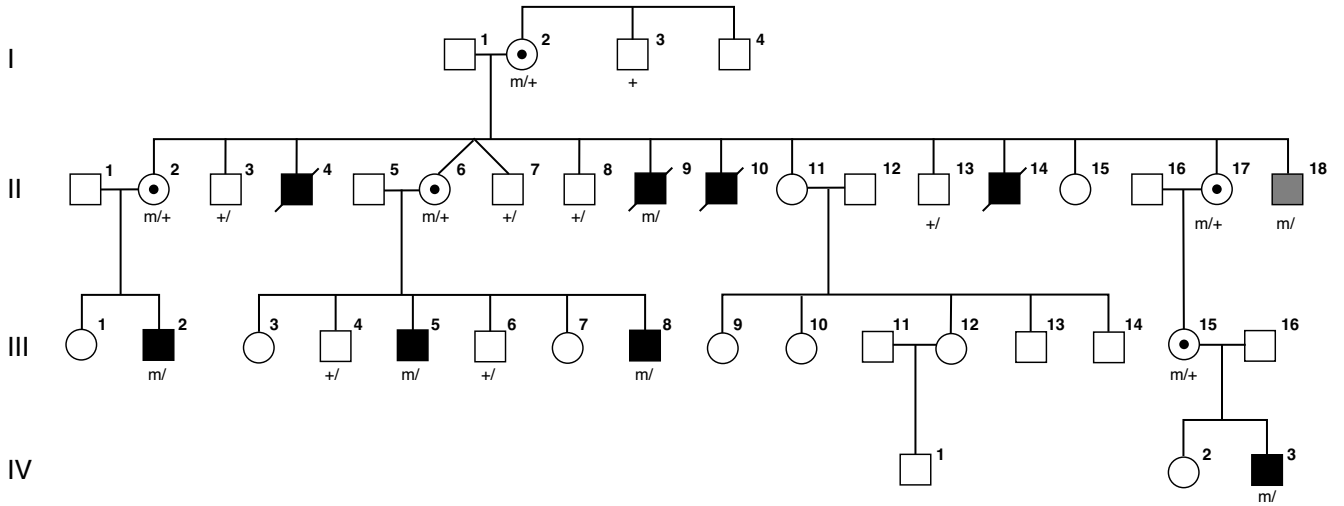 I 1 2 3 4
m/+ +
II 1 2 3 4 5 6 7 8 9 10 11 12 13 14 15 16 17 18
m/+ +/ m/+ +/ +/ m/ +/ m/+ m/
III 1 2 3 4 5 6 7 8 9 10 11 12 13 14 15 16
m/ +/ m/ +/ m/ m/+
IV 1 2 3
m/